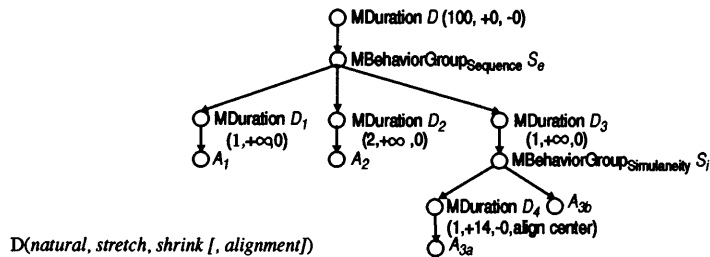 MDuration D (100, +0, -0)
MBehaviorGroupSequence Se
MDuration D1
(1,+∞,0)
MDuration D2
(2,+∞ ,0)
MDuration D3
(1,+∞,0)
A1
A2
MBehaviorGroupSimulaneity Si
MDuration D4
(1,+14,-0,align center)
A3b
A3a
D(natural, stretch, shrink [, alignment])